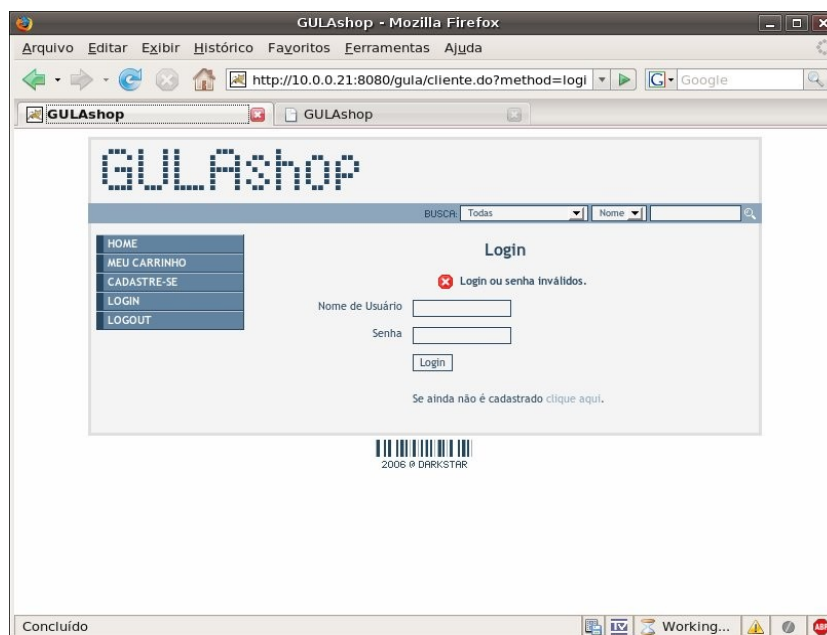 GULAshop - Mozilla Firefox
Arquivo Editar Exibir Histórico Favoritos Ferramentas Ajuda
http://10.0.0.21:8080/gula/cliente.do?method=logi G Google
GULAshop GULAshop
GULAshop
BUSCA: Todas Nome
HOME
MEU CARRINHO
CADASTRE-SE
LOGIN
LOGOUT
Login
Login ou senha inválidos.
Nome de Usuário
Senha
Login
Se ainda não é cadastrado clique aqui.
2006 @ DARKSTAR
Concluído Working... ABP